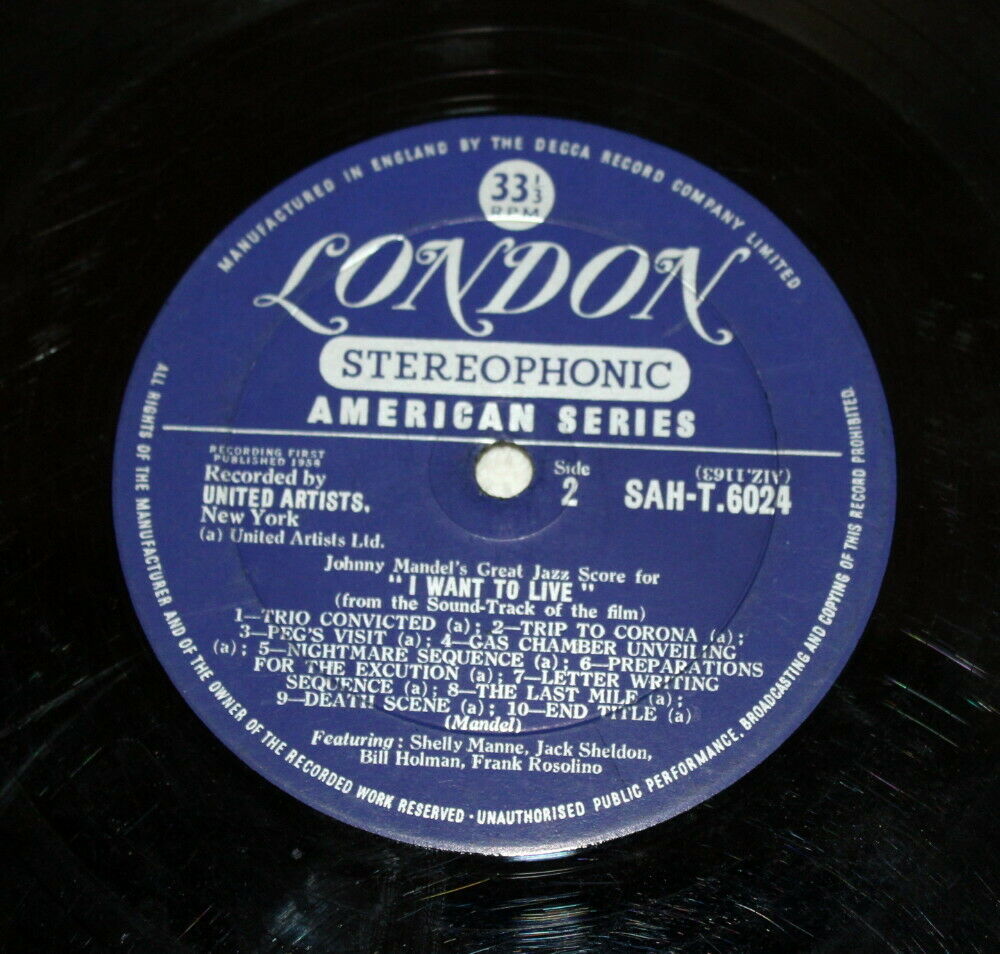 MANUFACTURED IN ENGLAND BY THE DECCA RECORD COMPANY LIMITED
33 1/3
RPM
LONDON
STEREOPHONIC
AMERICAN SERIES
RECORDING FIRST
PUBLISHED 1958
Recorded by
UNITED ARTISTS,
New York
(a) United Artists Ltd.
Side
2
(AIZ.1163)
SAH-T.6024
Johnny Mandel's Great Jazz Score for
"I WANT TO LIVE"
(from the Sound-Track of the film)
1—TRIO CONVICTED (a); 2—TRIP TO CORONA (a);
3—PEG'S VISIT (a); 4—GAS CHAMBER UNVEILING
(a); 5—NIGHTMARE SEQUENCE (a); 6—PREPARATIONS
FOR THE EXCUTION (a); 7—LETTER WRITING
SEQUENCE (a); 8—THE LAST MILE (a);
9—DEATH SCENE (a); 10—END TITLE (a)
(Mandel)
Featuring: Shelly Manne, Jack Sheldon,
Bill Holman, Frank Rosolino
ALL RIGHTS OF THE MANUFACTURER AND OF THE OWNER OF THE RECORDED WORK RESERVED · UNAUTHORISED PUBLIC PERFORMANCE, BROADCASTING AND COPYING OF THIS RECORD PROHIBITED.